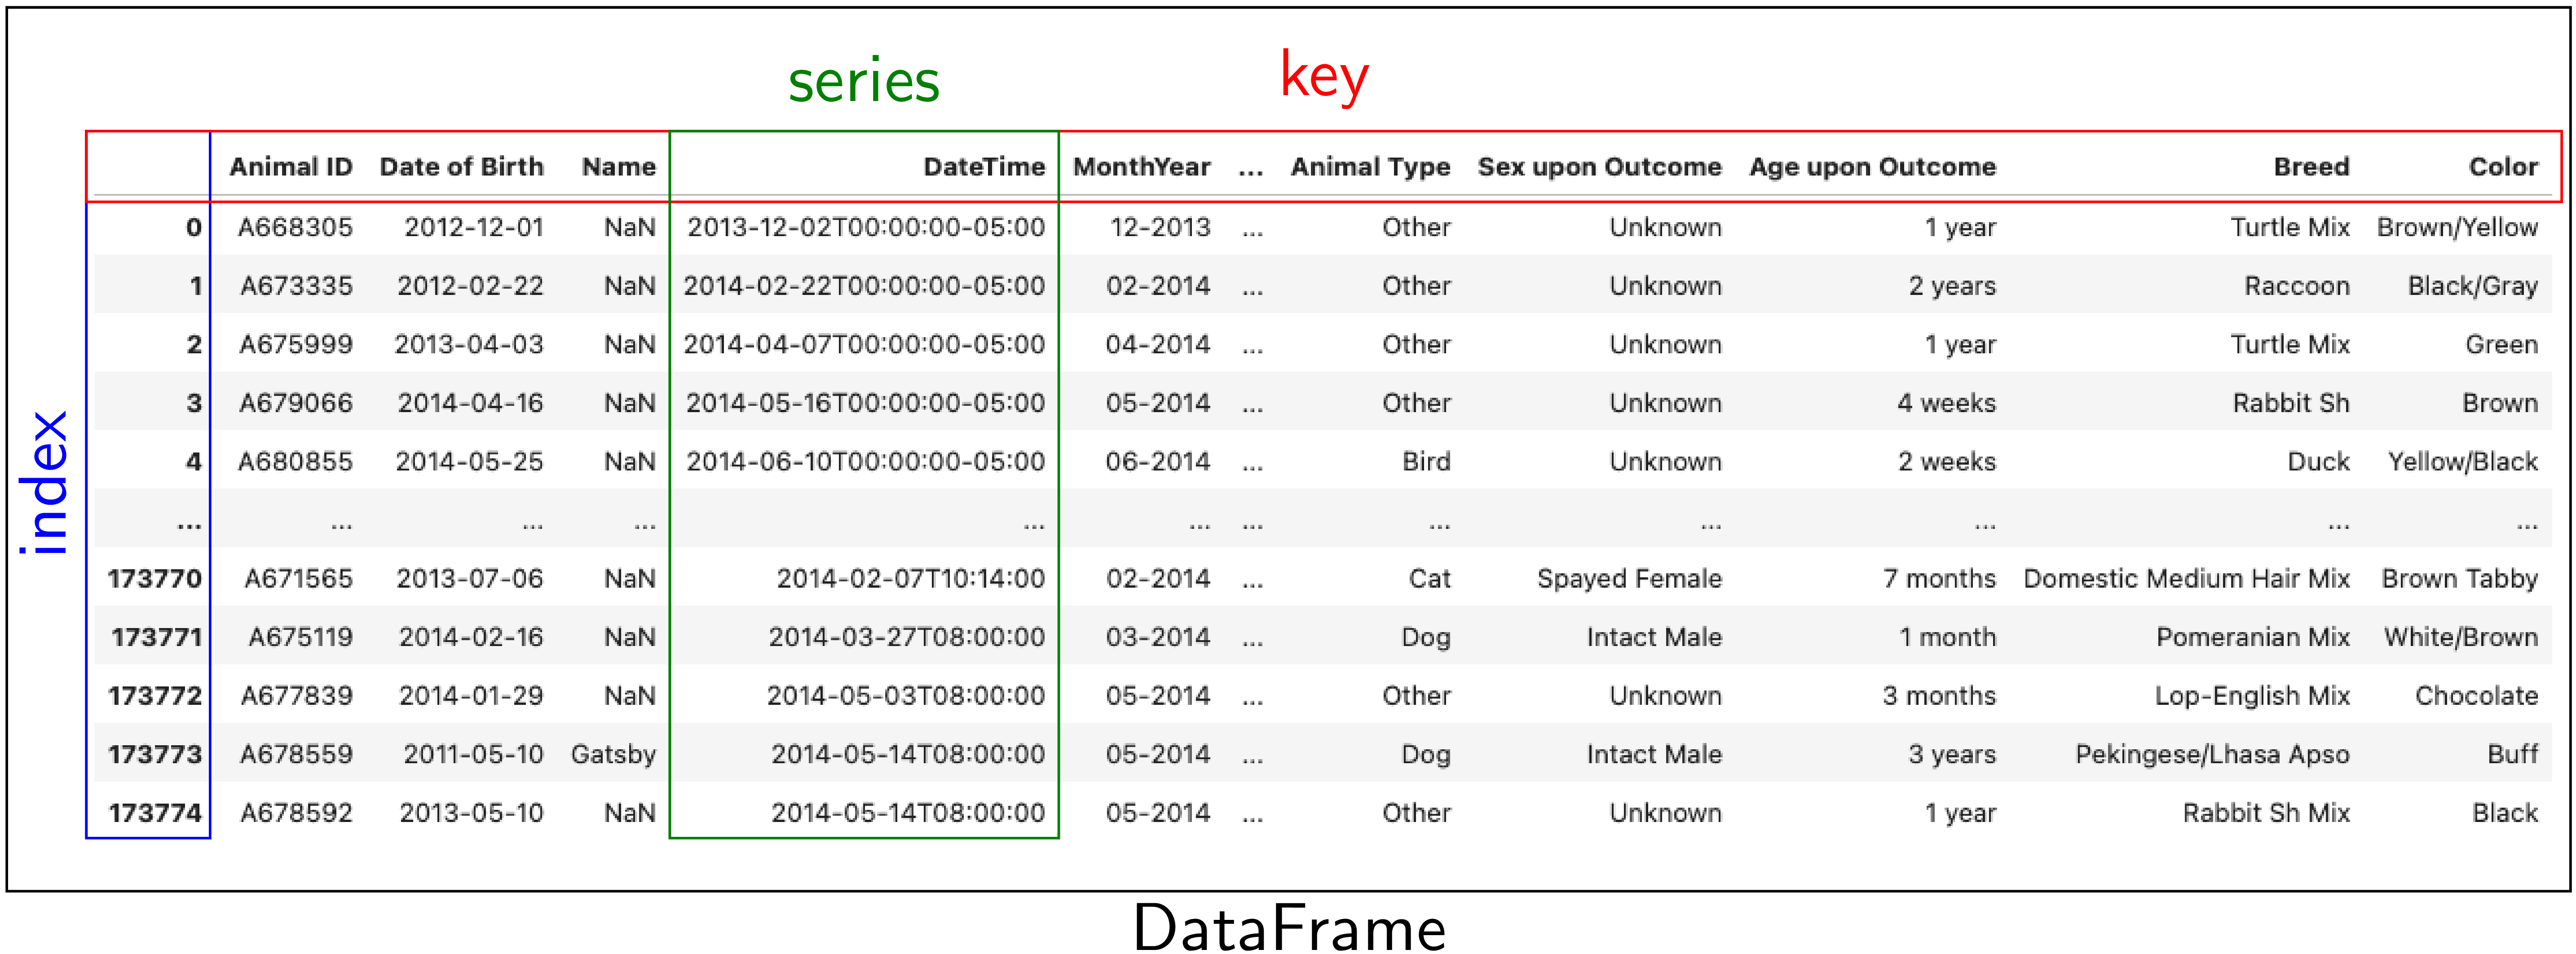 series key
Animal ID Date of Birth Name DateTime MonthYear ... Animal Type Sex upon Outcome Age upon Outcome Breed Color
0 A668305 2012-12-01 NaN 2013-12-02T00:00:00-05:00 12-2013 ... Other Unknown 1 year Turtle Mix Brown/Yellow
1 A673335 2012-02-22 NaN 2014-02-22T00:00:00-05:00 02-2014 ... Other Unknown 2 years Raccoon Black/Gray
2 A675999 2013-04-03 NaN 2014-04-07T00:00:00-05:00 04-2014 ... Other Unknown 1 year Turtle Mix Green
3 A679066 2014-04-16 NaN 2014-05-16T00:00:00-05:00 05-2014 ... Other Unknown 4 weeks Rabbit Sh Brown
4 A680855 2014-05-25 NaN 2014-06-10T00:00:00-05:00 06-2014 ... Bird Unknown 2 weeks Duck Yellow/Black
... ... ... ... ... ... ... ... ... ... ... ...
173770 A671565 2013-07-06 NaN 2014-02-07T10:14:00 02-2014 ... Cat Spayed Female 7 months Domestic Medium Hair Mix Brown Tabby
173771 A675119 2014-02-16 NaN 2014-03-27T08:00:00 03-2014 ... Dog Intact Male 1 month Pomeranian Mix White/Brown
173772 A677839 2014-01-29 NaN 2014-05-03T08:00:00 05-2014 ... Other Unknown 3 months Lop-English Mix Chocolate
173773 A678559 2011-05-10 Gatsby 2014-05-14T08:00:00 05-2014 ... Dog Intact Male 3 years Pekingese/Lhasa Apso Buff
173774 A678592 2013-05-10 NaN 2014-05-14T08:00:00 05-2014 ... Other Unknown 1 year Rabbit Sh Mix Black
index
DataFrame